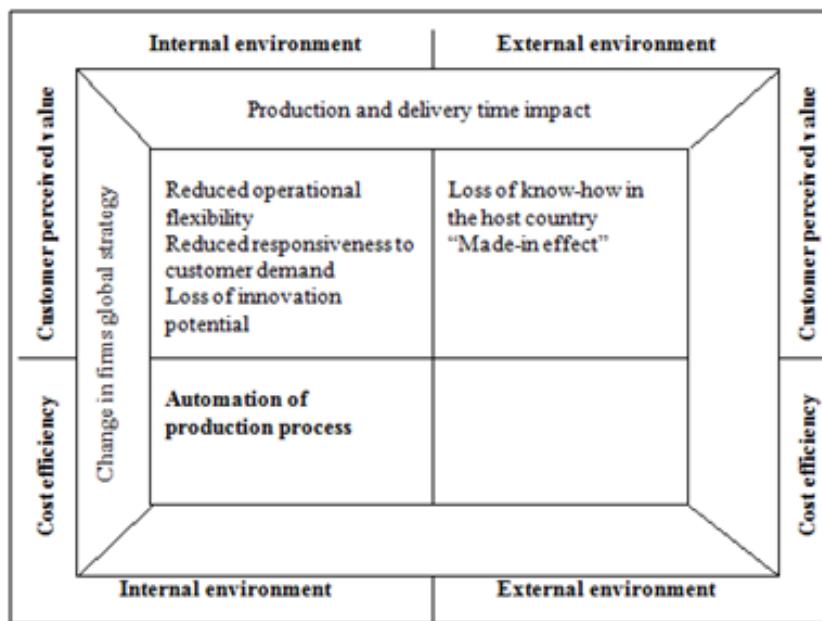 Internal environment
External environment
Production and delivery time impact
Customer perceived value
Change in firms global strategy
Reduced operational
flexibility
Reduced responsiveness to
customer demand
Loss of innovation
potential
Loss of know-how in
the host country
“Made-in effect”
Customer perceived value
Cost efficiency
Automation of
production process
Cost efficiency
Internal environment
External environment